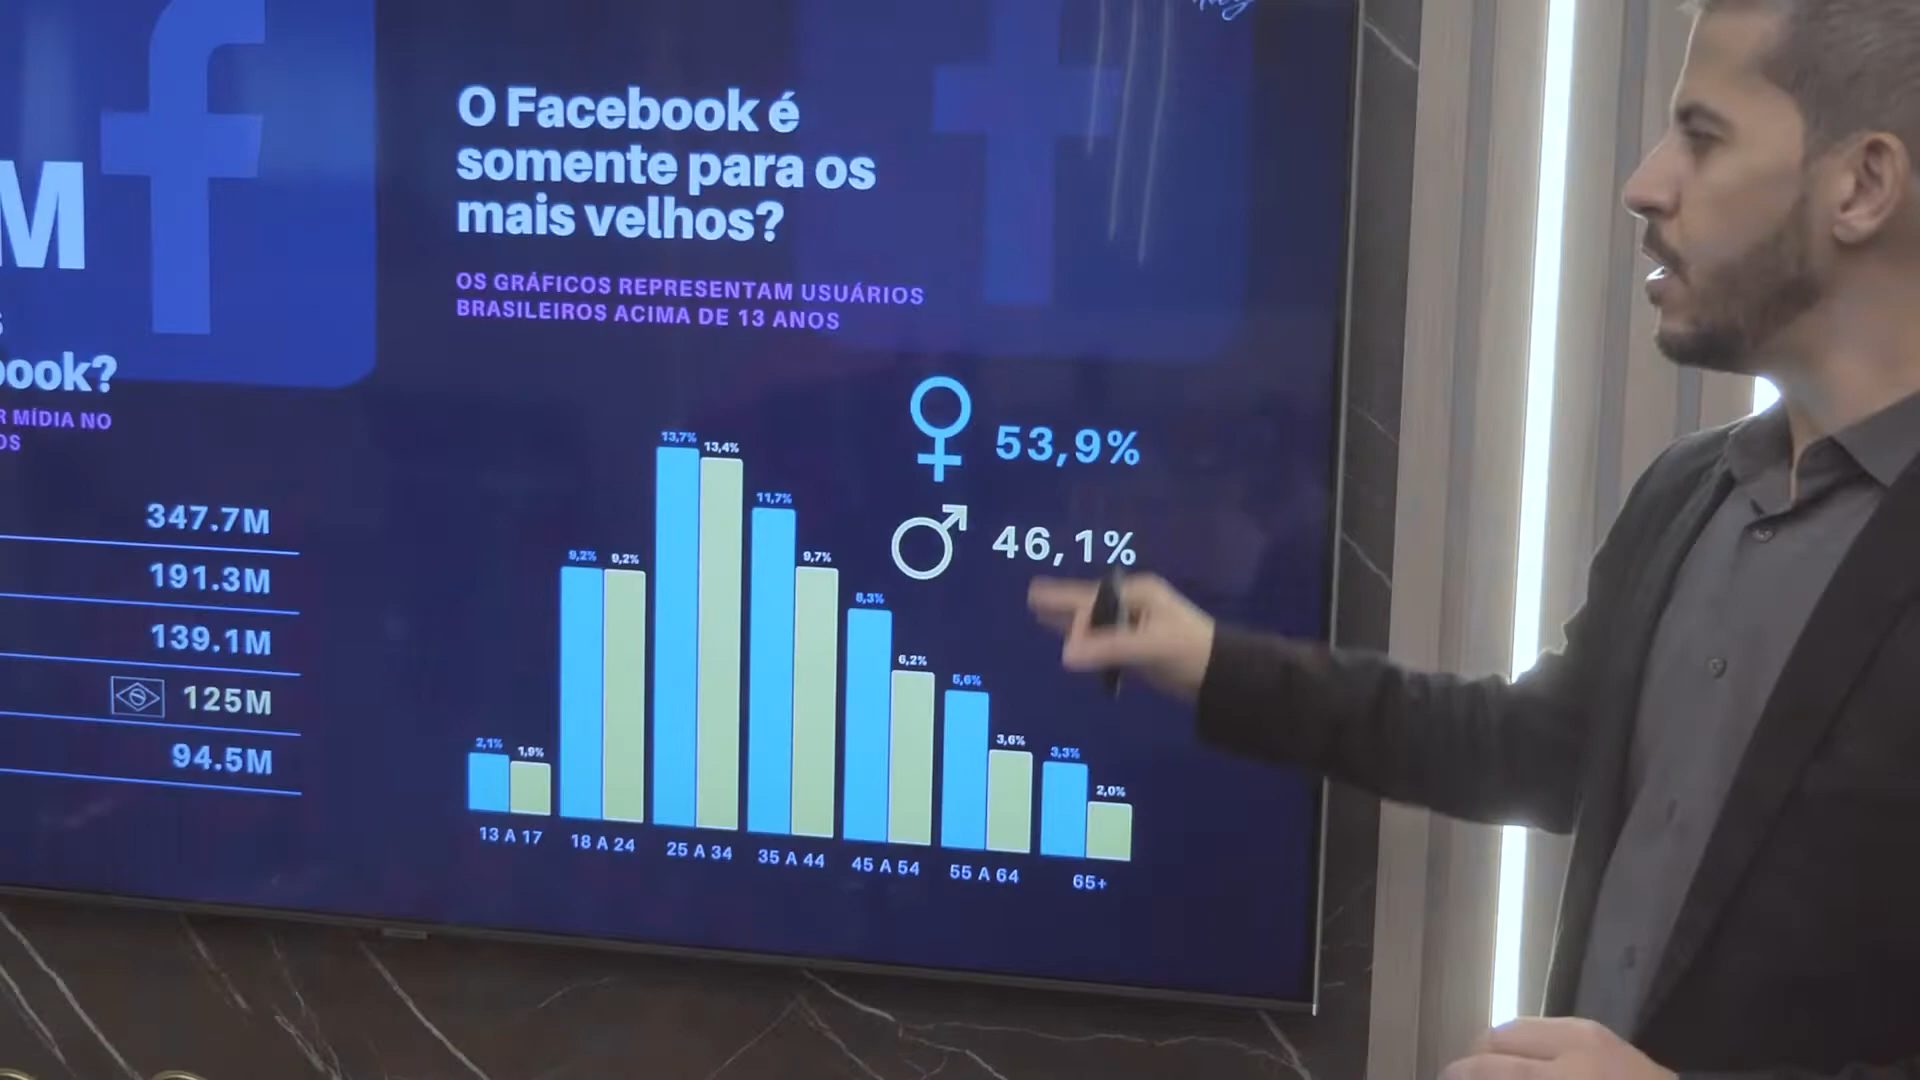 M
book?
R MÍDIA NO
OS
347.7M
191.3M
139.1M
125M
94.5M
O Facebook é
somente para os
mais velhos?
OS GRÁFICOS REPRESENTAM USUÁRIOS
BRASILEIROS ACIMA DE 13 ANOS
53,9%
46,1%
2,1% 1,9%
9,2% 9,2%
13,7% 13,4%
11,7% 9,7%
8,3% 6,2%
5,6% 3,6%
3,3% 2,0%
13 A 17 18 A 24 25 A 34 35 A 44 45 A 54 55 A 64 65+